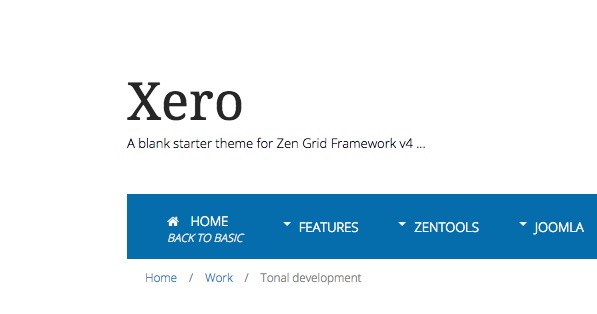 Xero
A blank starter theme for Zen Grid Framework v4 ...
HOME FEATURES ZENTOOLS JOOMLA
BACK TO BASIC
Home / Work / Tonal development